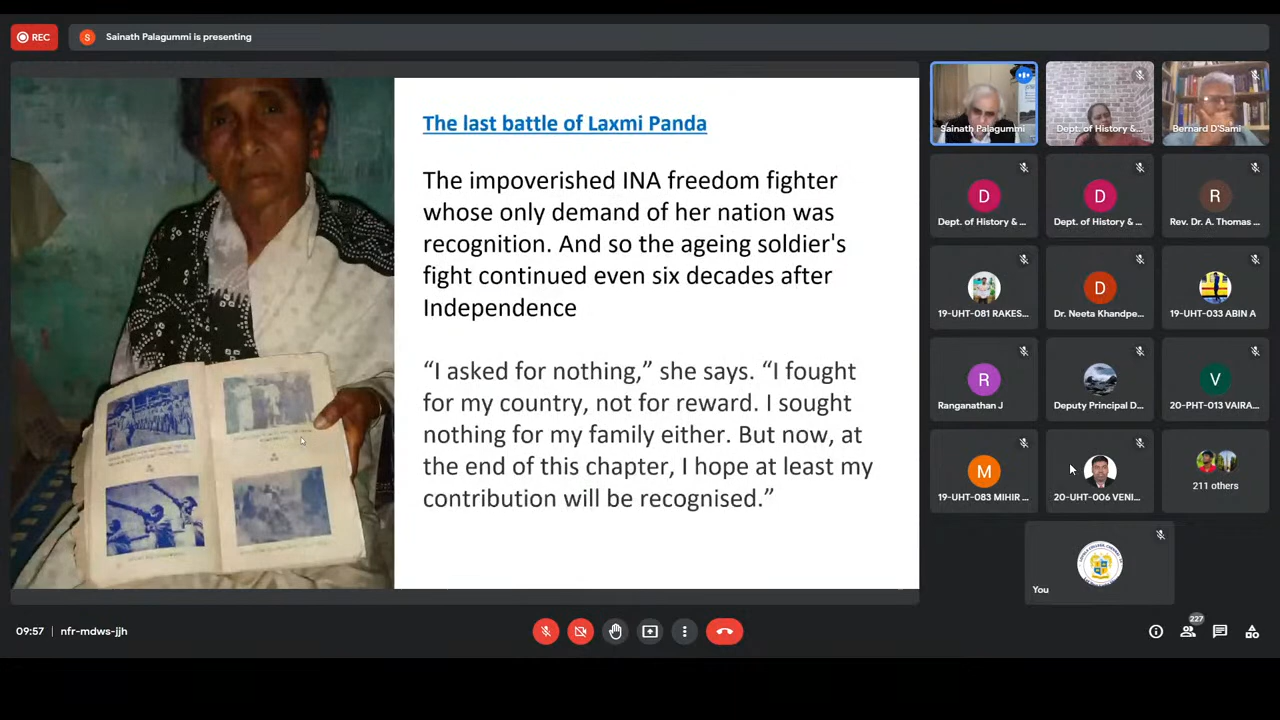 REC
Sainath Palagummi is presenting
The last battle of Laxmi Panda
The impoverished INA freedom fighter
whose only demand of her nation was
recognition. And so the ageing soldier's
fight continued even six decades after
Independence
“I asked for nothing,” she says. “I fought
for my country, not for reward. I sought
nothing for my family either. But now, at
the end of this chapter, I hope at least my
contribution will be recognised.”
Sainath Palagummi
Dept. of History &...
Bernard D'Sami
D
Dept. of History & ...
D
Dept. of History & ...
R
Rev. Dr. A. Thomas ...
19-UHT-081 RAKES...
D
Dr. Neeta Khandpe...
19-UHT-033 ABIN A
R
Ranganathan J
Deputy Principal D...
V
20-PHT-013 VAIRA...
M
19-UHT-083 MIHIR ...
20-UHT-006 VENI...
211 others
You
09:57 | nfr-mdws-jjh
227